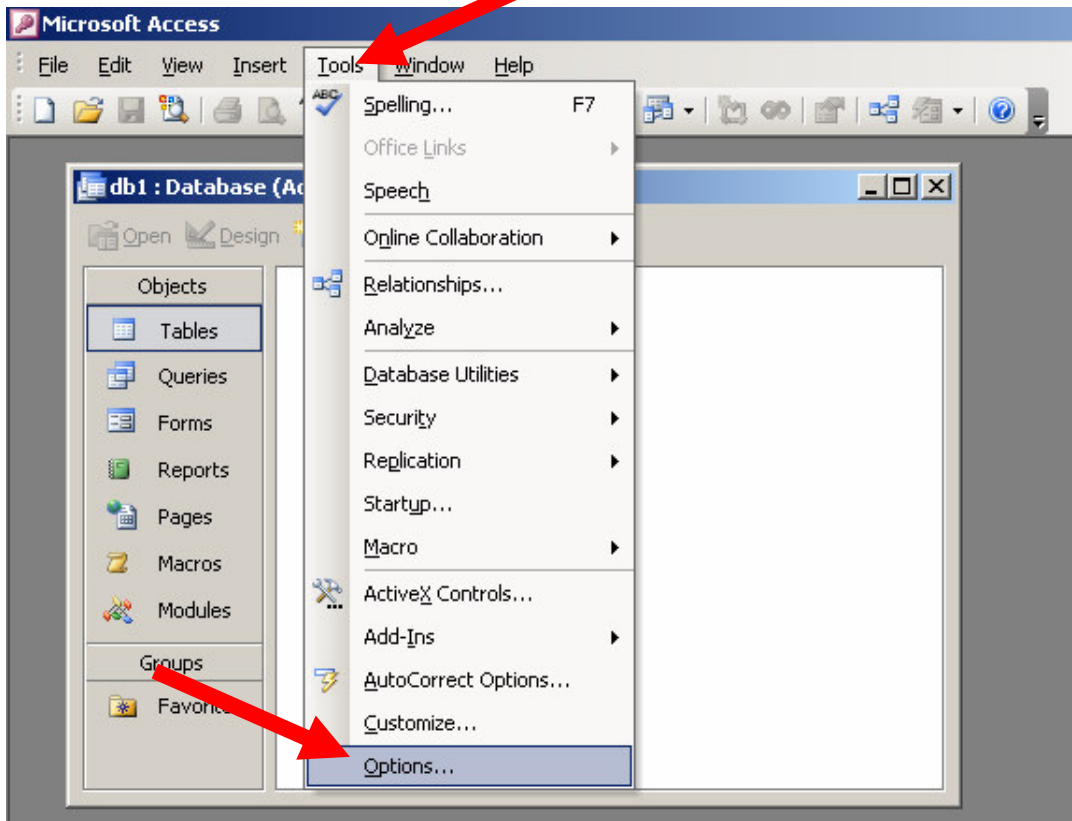 Microsoft Access
File Edit View Insert Tools Window Help
ABC
Spelling... F7
Office Links
Speech
Online Collaboration
Relationships...
Analyze
Database Utilities
Security
Replication
Startup...
Macro
ActiveX Controls...
Add-Ins
AutoCorrect Options...
Customize...
Options...
db1 : Database
Open Design
Objects
Tables
Queries
Forms
Reports
Pages
Macros
Modules
Groups